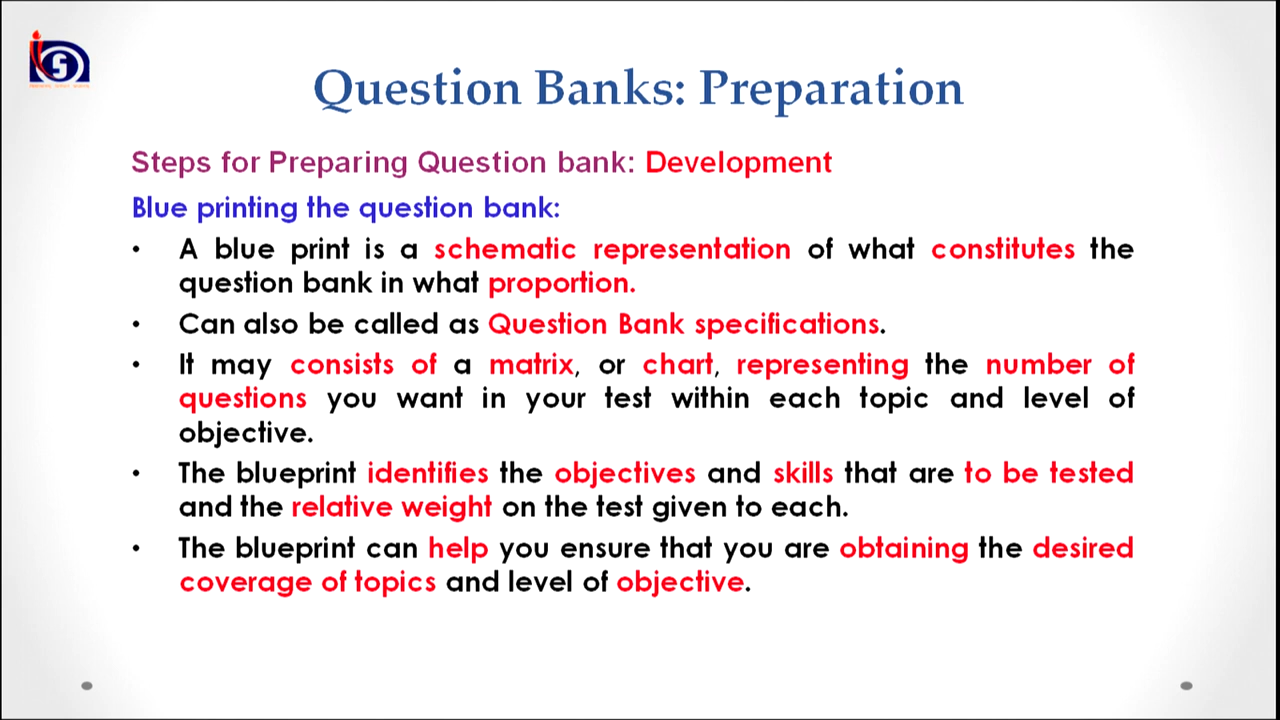 Question Banks: Preparation
Steps for Preparing Question bank: Development
Blue printing the question bank:
• A blue print is a schematic representation of what constitutes the
question bank in what proportion.
• Can also be called as Question Bank specifications.
• It may consists of a matrix, or chart, representing the number of
questions you want in your test within each topic and level of
objective.
• The blueprint identifies the objectives and skills that are to be tested
and the relative weight on the test given to each.
• The blueprint can help you ensure that you are obtaining the desired
coverage of topics and level of objective.